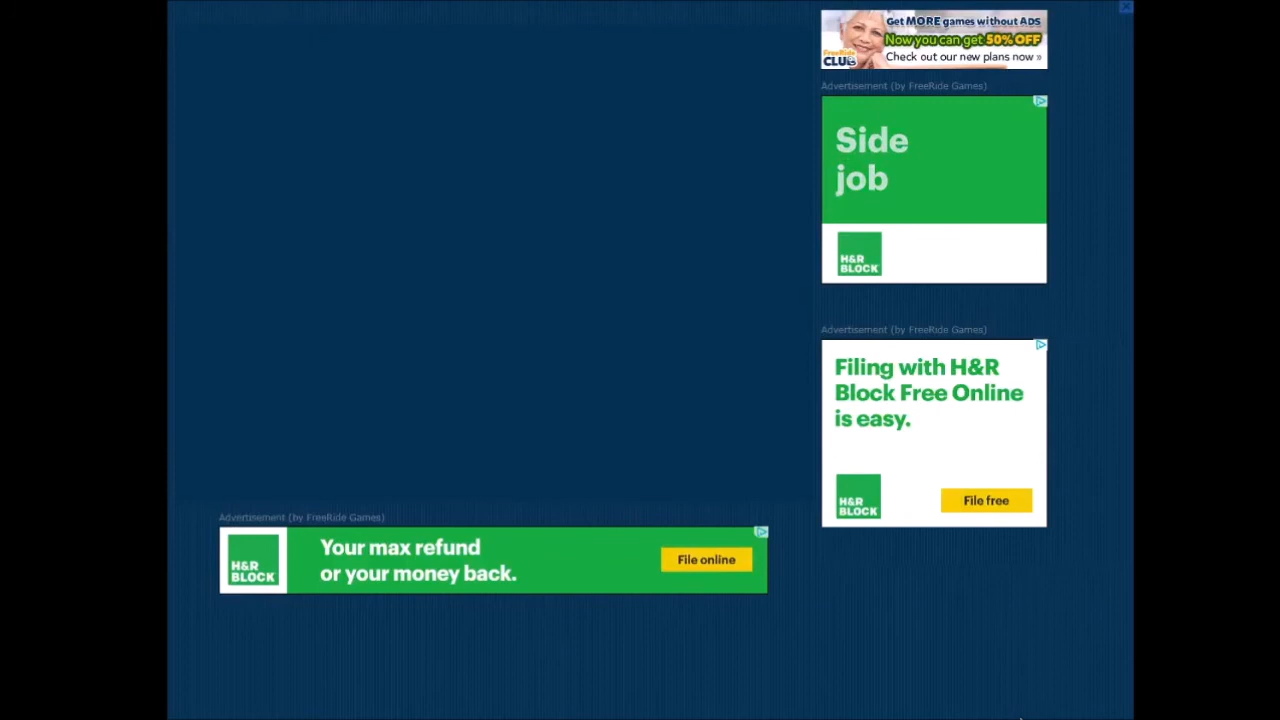 Get MORE games without ADS
Now you can get 50% OFF
FreeRide
CLUB
Check out our new plans now »
Advertisement (by FreeRide Games)
Side
job
H&R
BLOCK
Advertisement (by FreeRide Games)
Filing with H&R
Block Free Online
is easy.
H&R
BLOCK
File free
Advertisement (by FreeRide Games)
H&R
BLOCK
Your max refund
or your money back.
File online